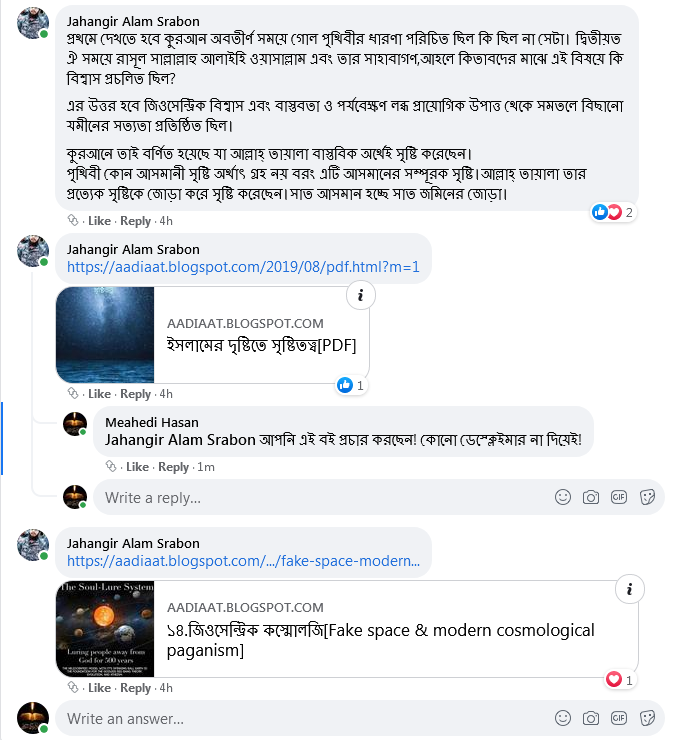 Jahangir Alam Srabon
প্রথমে দেখতে হবে কুরআন অবতীর্ণ সময়ে গোল পৃথিবীর ধারণা পরিচিত ছিল কি ছিল না সেটা। দ্বিতীয়ত
ঐ সময়ে রাসূল সাল্লাল্লাহু আলাইহি ওয়াসাল্লাম এবং তার সাহাবাগণ,আহলে কিতাবদের মাঝে এই বিষয়ে কি
বিশ্বাস প্রচলিত ছিল?
এর উত্তর হবে জিওসেন্ট্রিক বিশ্বাস এবং বাস্তবতা ও পর্যবেক্ষণ লব্ধ প্রায়োগিক উপাত্ত থেকে সমতলে বিছানো
যমীনের সত্যতা প্রতিষ্ঠিত ছিল।
কুরআনে তাই বর্ণিত হয়েছে যা আল্লাহ্ তায়ালা বাস্তবিক অর্থেই সৃষ্টি করেছেন।
পৃথিবী কোন আসমানী সৃষ্টি অর্থাৎ গ্রহ নয় বরং এটি আসমানের সম্পূরক সৃষ্টি।আল্লাহ্ তায়ালা তার
প্রত্যেক সৃষ্টিকে জোড়া করে সৃষ্টি করেছেন।সাত আসমান হচ্ছে সাত জমিনের জোড়া।
2
· Like · Reply · 4h
Jahangir Alam Srabon
https://aadiaat.blogspot.com/2019/08/pdf.html?m=1
AADIAAT.BLOGSPOT.COM
ইসলামের দৃষ্টিতে সৃষ্টিতত্ব[PDF]
1
· Like · Reply · 4h
Meahedi Hasan
Jahangir Alam Srabon আপনি এই বই প্রচার করছেন! কোনো ডেস্ক্লেইমার না দিয়েই!
· Like · Reply · 1m
Write a reply...
GIF
Jahangir Alam Srabon
https://aadiaat.blogspot.com/.../fake-space-modern...
The Soul-Lure System
Luring people away from
God for 500 years
AADIAAT.BLOGSPOT.COM
১৪.জিওসেন্ট্রিক কস্মোলজি[Fake space & modern cosmological
paganism]
1
· Like · Reply · 4h
Write an answer...
GIF